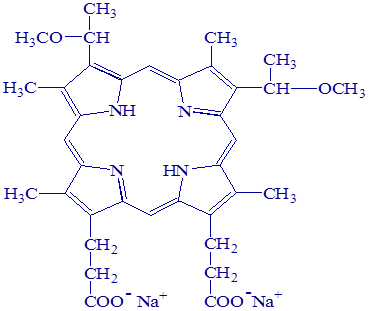 CH₃
H₃CO CH
CH₃ CH₃
H₃C CH OCH₃
NH N
N HN
H₃C CH₃
CH₂ CH₂
CH₂ CH₂
COO⁻ Na⁺ COO⁻ Na⁺